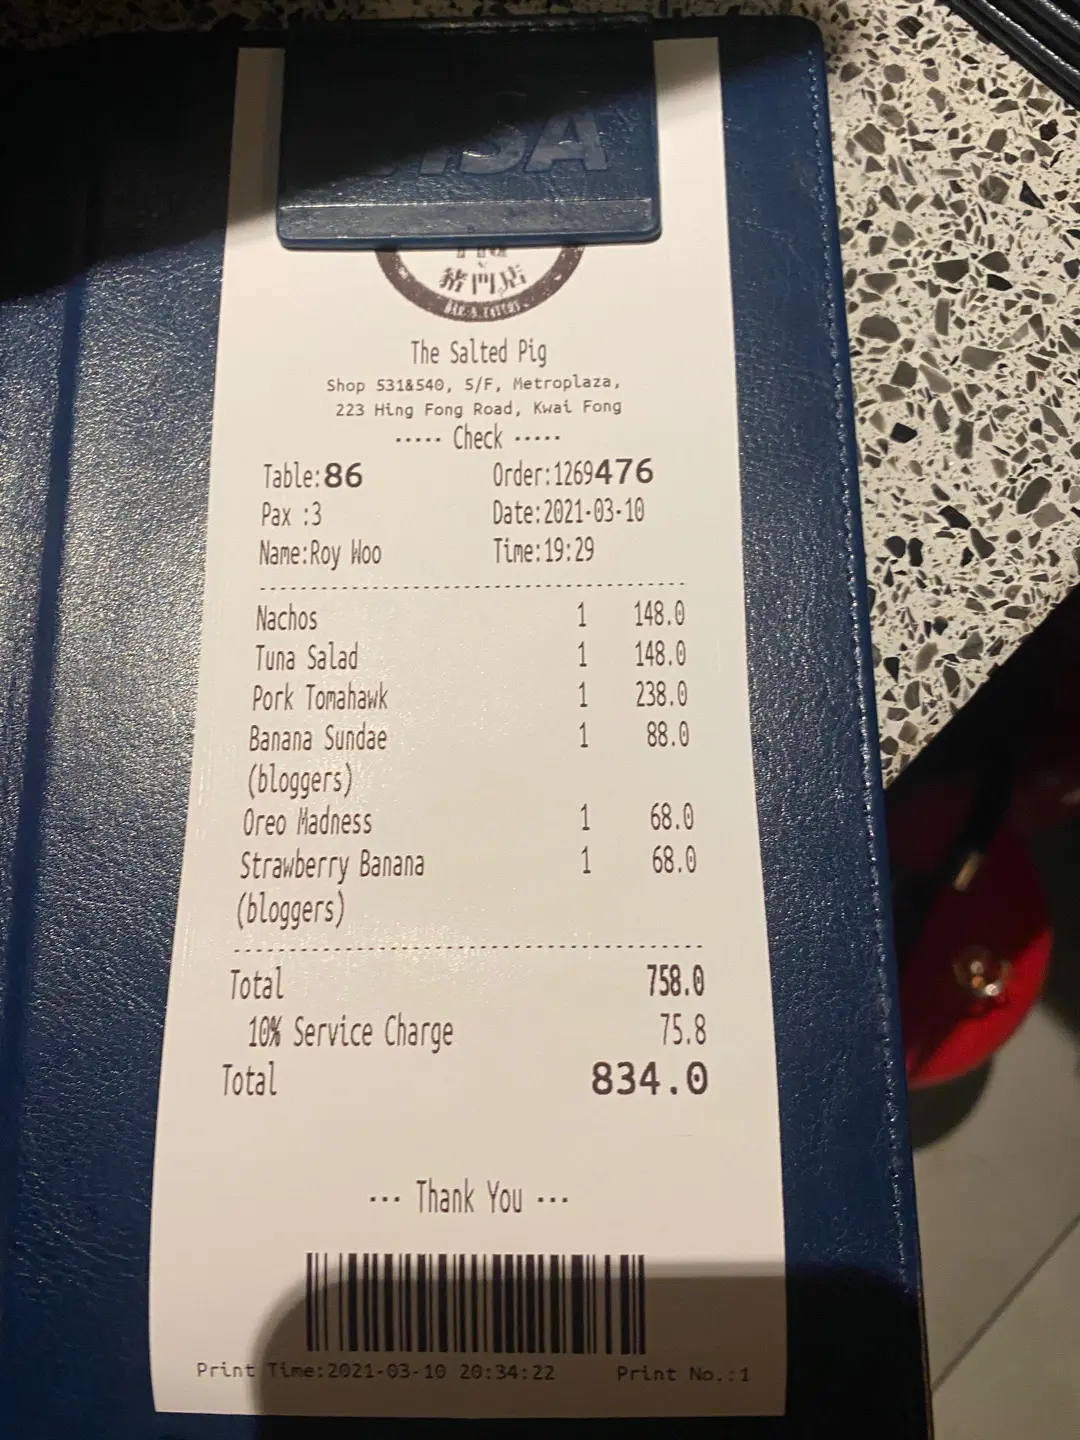 VISA
豬門店
The Salted Pig
Shop 531&540, 5/F, Metroplaza,
223 Hing Fong Road, Kwai Fong
----- Check -----
Table:86 Order:1269476
Pax :3 Date:2021-03-10
Name:Roy Woo Time:19:29
Nachos 1 148.0
Tuna Salad 1 148.0
Pork Tomahawk 1 238.0
Banana Sundae 1 88.0
(bloggers)
Oreo Madness 1 68.0
Strawberry Banana 1 68.0
(bloggers)
Total 758.0
10% Service Charge 75.8
Total 834.0
--- Thank You ---
Print Time:2021-03-10 20:34:22 Print No.:1